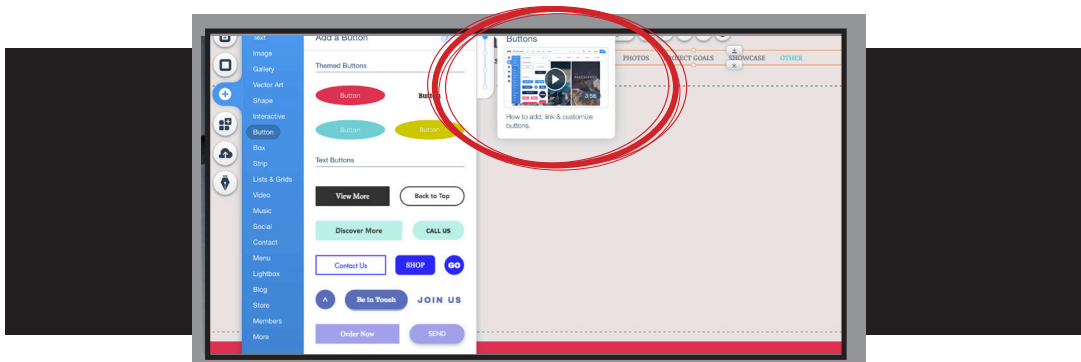 Text
Image
Gallery
Vector Art
Shape
Interactive
Button
Box
Strip
Lists & Grids
Video
Music
Social
Contact
Menu
Lightbox
Blog
Store
Members
More
Add a Button
Themed Buttons
Button
Button
Button
Button
Text Buttons
View More
Back to Top
Discover More
CALL US
Contact Us
SHOP
GO
Be in Touch
JOIN US
Order Now
SEND
Buttons
3:56
How to add, link & customize
buttons.
PHOTOS
PROJECT GOALS
SHOWCASE
OTHER